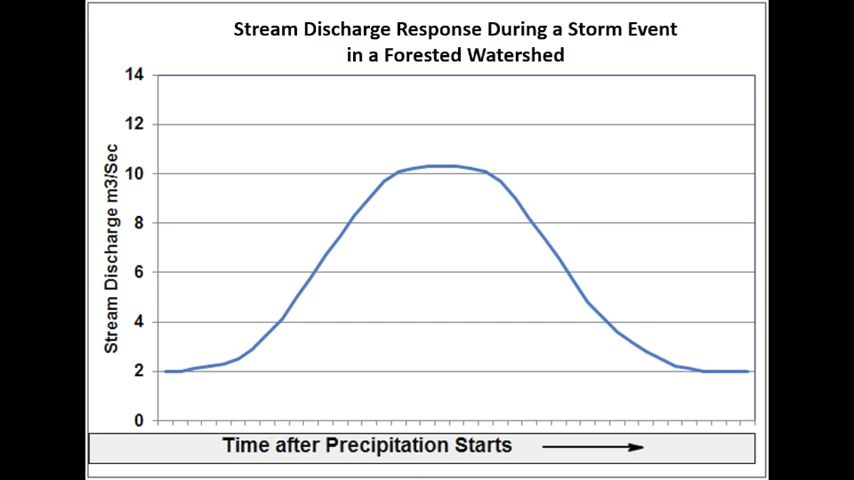 Stream Discharge Response During a Storm Event
in a Forested Watershed
14
12
10
8
6
4
2
0
Stream Discharge m3/Sec
Time after Precipitation Starts